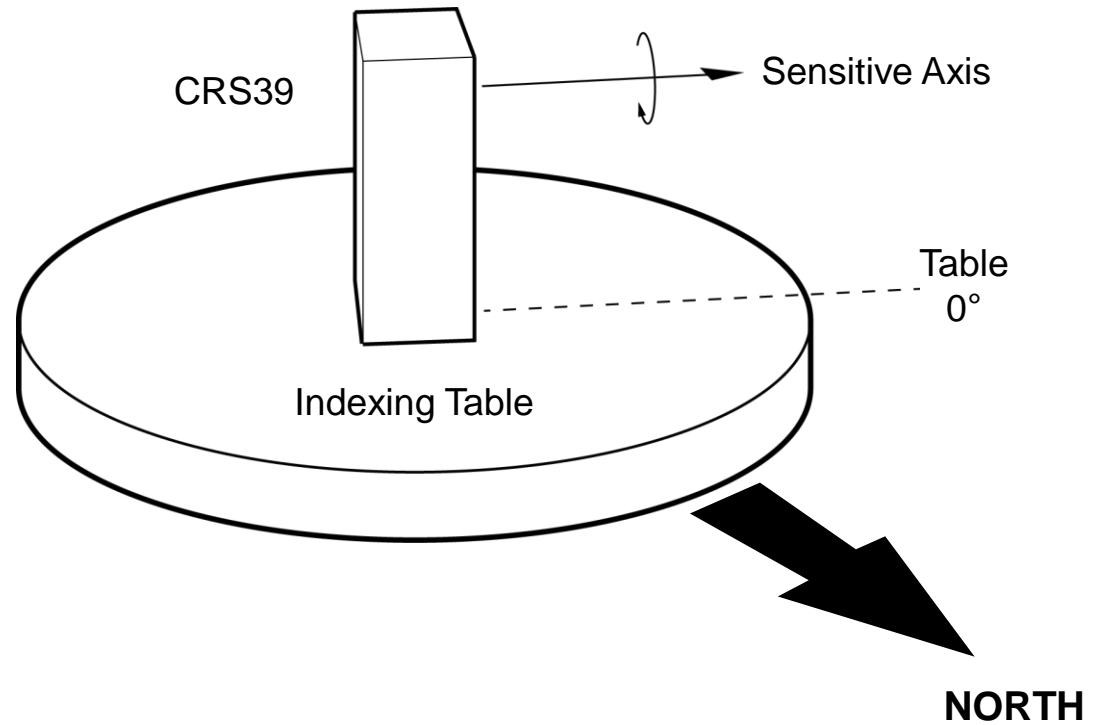 CRS39
Sensitive Axis
Table
0°
Indexing Table
NORTH